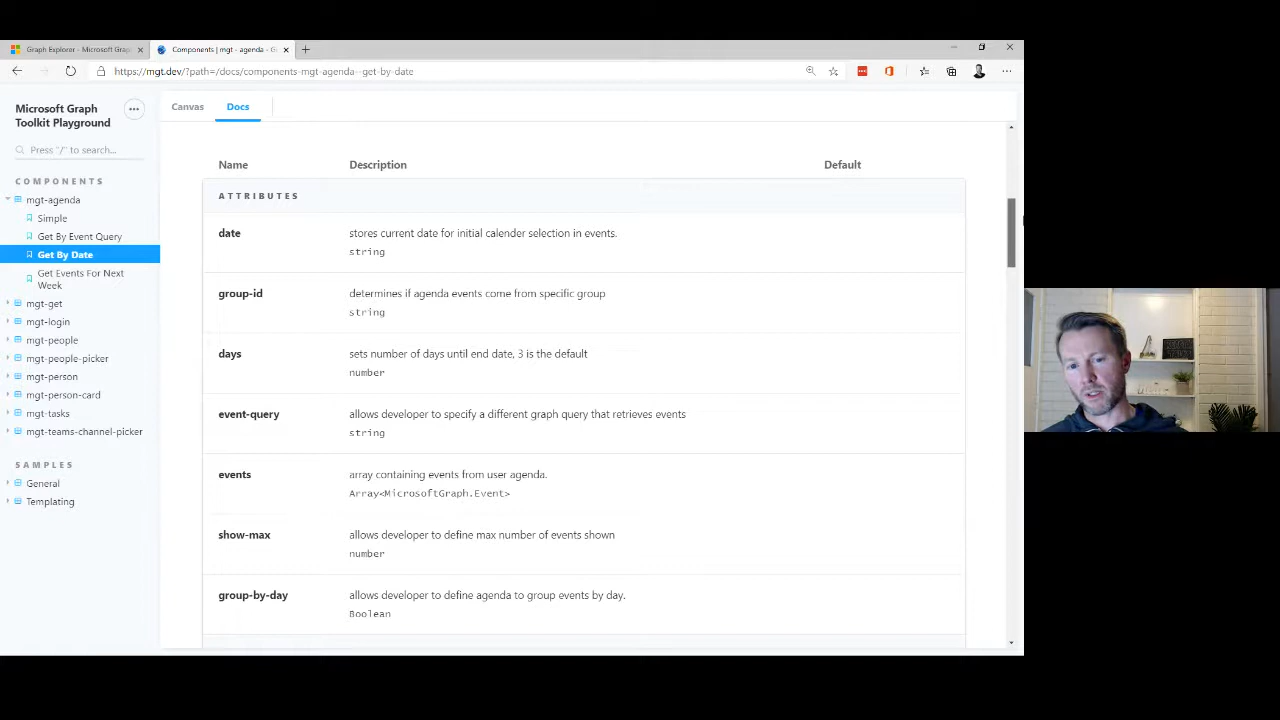 Graph Explorer - Microsoft Grap
Components | mgt - agenda - G
https://mgt.dev/?path=/docs/components-mgt-agenda--get-by-date
Microsoft Graph
Toolkit Playground
Press "/" to search...
COMPONENTS
mgt-agenda
Simple
Get By Event Query
Get By Date
Get Events For Next
Week
mgt-get
mgt-login
mgt-people
mgt-people-picker
mgt-person
mgt-person-card
mgt-tasks
mgt-teams-channel-picker
SAMPLES
General
Templating
Canvas
Docs
Name
Description
Default
ATTRIBUTES
date
stores current date for initial calender selection in events.
string
group-id
determines if agenda events come from specific group
string
days
sets number of days until end date, 3 is the default
number
event-query
allows developer to specify a different graph query that retrieves events
string
events
array containing events from user agenda.
Array<MicrosoftGraph.Event>
show-max
allows developer to define max number of events shown
number
group-by-day
allows developer to define agenda to group events by day.
Boolean